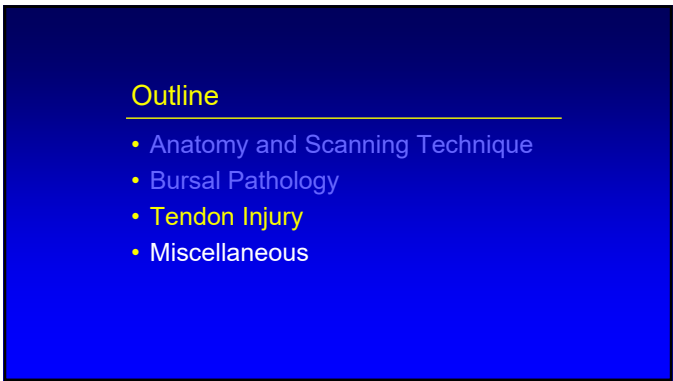 Outline
• Anatomy and Scanning Technique
• Bursal Pathology
• Tendon Injury
• Miscellaneous